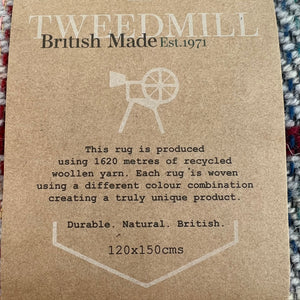 TWEEDMILL
British Made Est.1971
This rug is produced
using 1620 metres of recycled
woollen yarn. Each rug is woven
using a different colour combination
creating a truly unique product.
Durable. Natural. British.
120x150cms